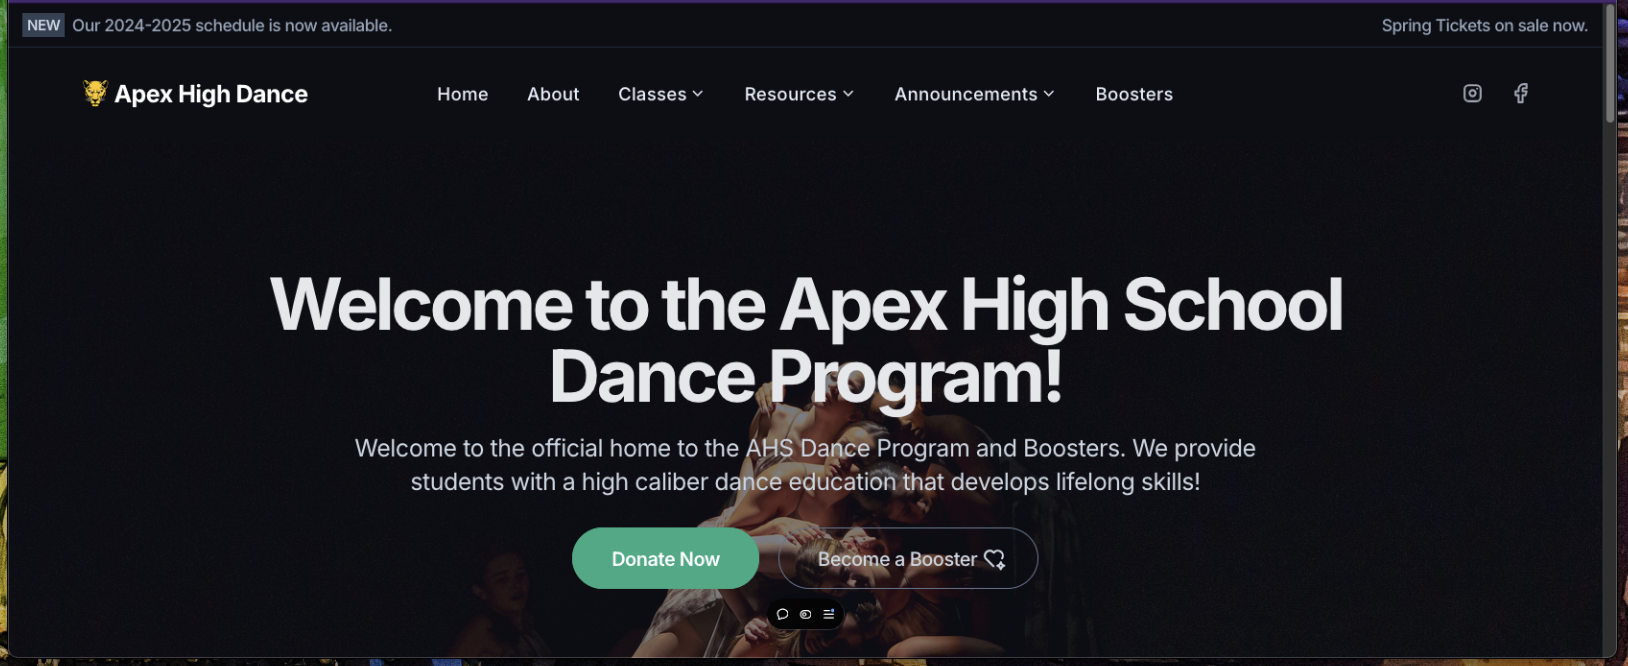 NEW Our 2024-2025 schedule is now available.
Spring Tickets on sale now.
Apex High Dance
Home
About
Classes
Resources
Announcements
Boosters
Welcome to the Apex High School
Dance Program!
Welcome to the official home to the AHS Dance Program and Boosters. We provide
students with a high caliber dance education that develops lifelong skills!
Donate Now
Become a Booster